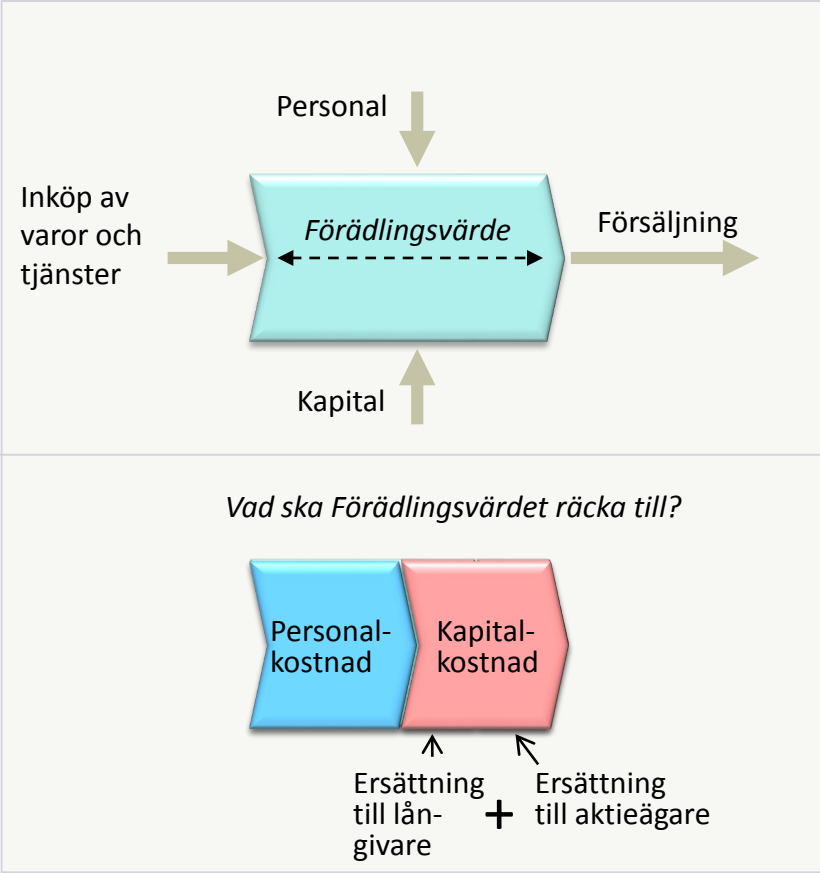 Personal
Inköp av
varor och
tjänster
Förädlingsvärde
Försäljning
Kapital
Vad ska Förädlingsvärdet räcka till?
Personal-
kostnad
Kapital-
kostnad
Ersättning
till lån-
givare
+
Ersättning
till aktieägare